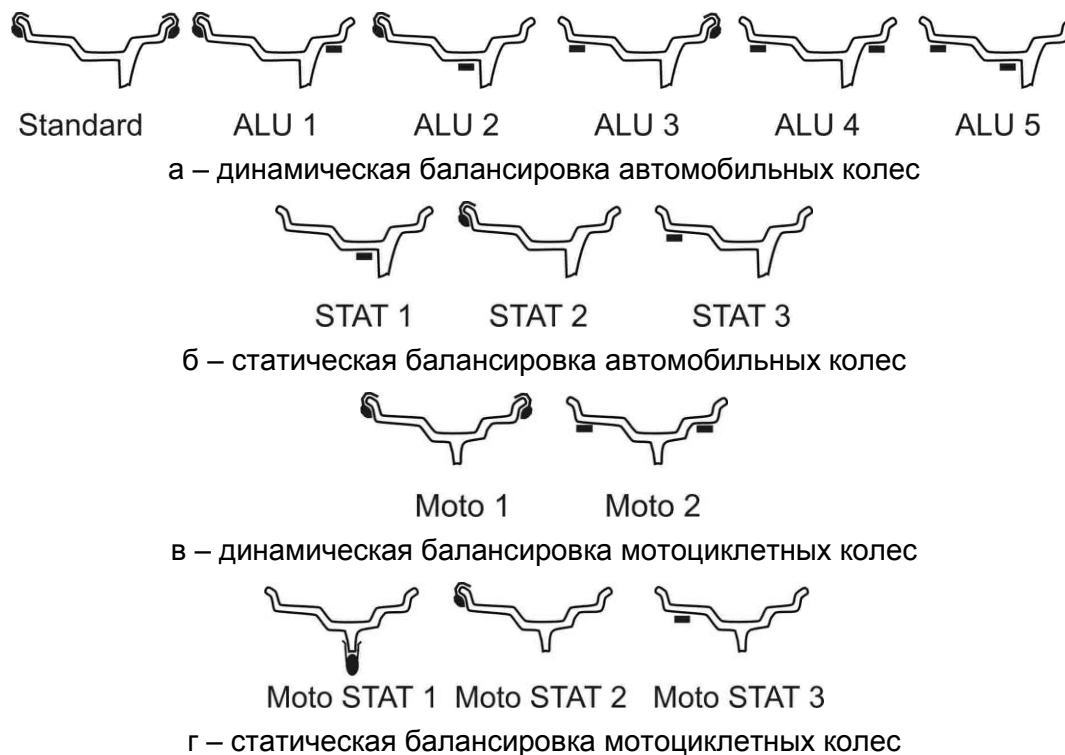 Standard ALU 1 ALU 2 ALU 3 ALU 4 ALU 5
а – динамическая балансировка автомобильных колес
STAT 1 STAT 2 STAT 3
б – статическая балансировка автомобильных колес
Moto 1 Moto 2
в – динамическая балансировка мотоциклетных колес
Moto STAT 1 Moto STAT 2 Moto STAT 3
г – статическая балансировка мотоциклетных колес